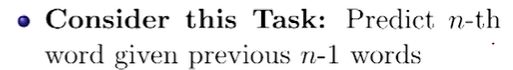 • Consider this Task: Predict n-th
word given previous n-1 words